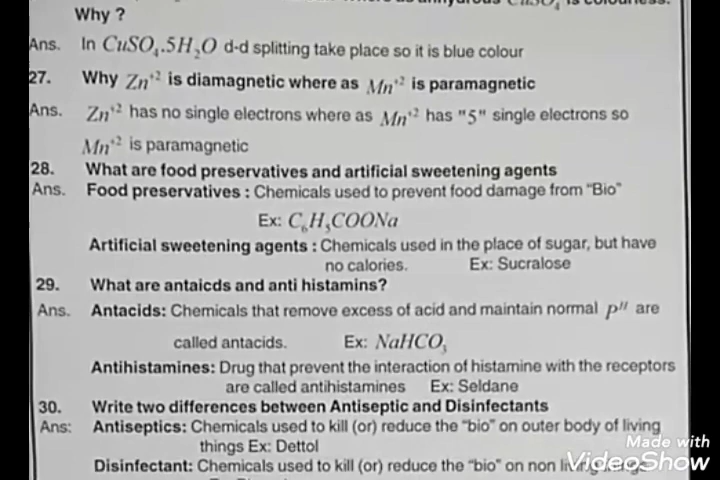 is colourless.
Why ?
Ans. In CuSO₄.5H₂O d-d splitting take place so it is blue colour
27. Why Zn⁺² is diamagnetic where as Mn⁺² is paramagnetic
Ans. Zn⁺² has no single electrons where as Mn⁺² has "5" single electrons so
Mn⁺² is paramagnetic
28. What are food preservatives and artificial sweetening agents
Ans. Food preservatives : Chemicals used to prevent food damage from "Bio"
Ex: C₆H₅COONa
Artificial sweetening agents : Chemicals used in the place of sugar, but have
no calories. Ex: Sucralose
29. What are antaicds and anti histamins?
Ans. Antacids: Chemicals that remove excess of acid and maintain normal pᴴ are
called antacids. Ex: NaHCO₃
Antihistamines: Drug that prevent the interaction of histamine with the receptors
are called antihistamines Ex: Seldane
30. Write two differences between Antiseptic and Disinfectants
Ans: Antiseptics: Chemicals used to kill (or) reduce the "bio" on outer body of living
things Ex: Dettol
Disinfectant: Chemicals used to kill (or) reduce the "bio" on non
Made with
VideoShow